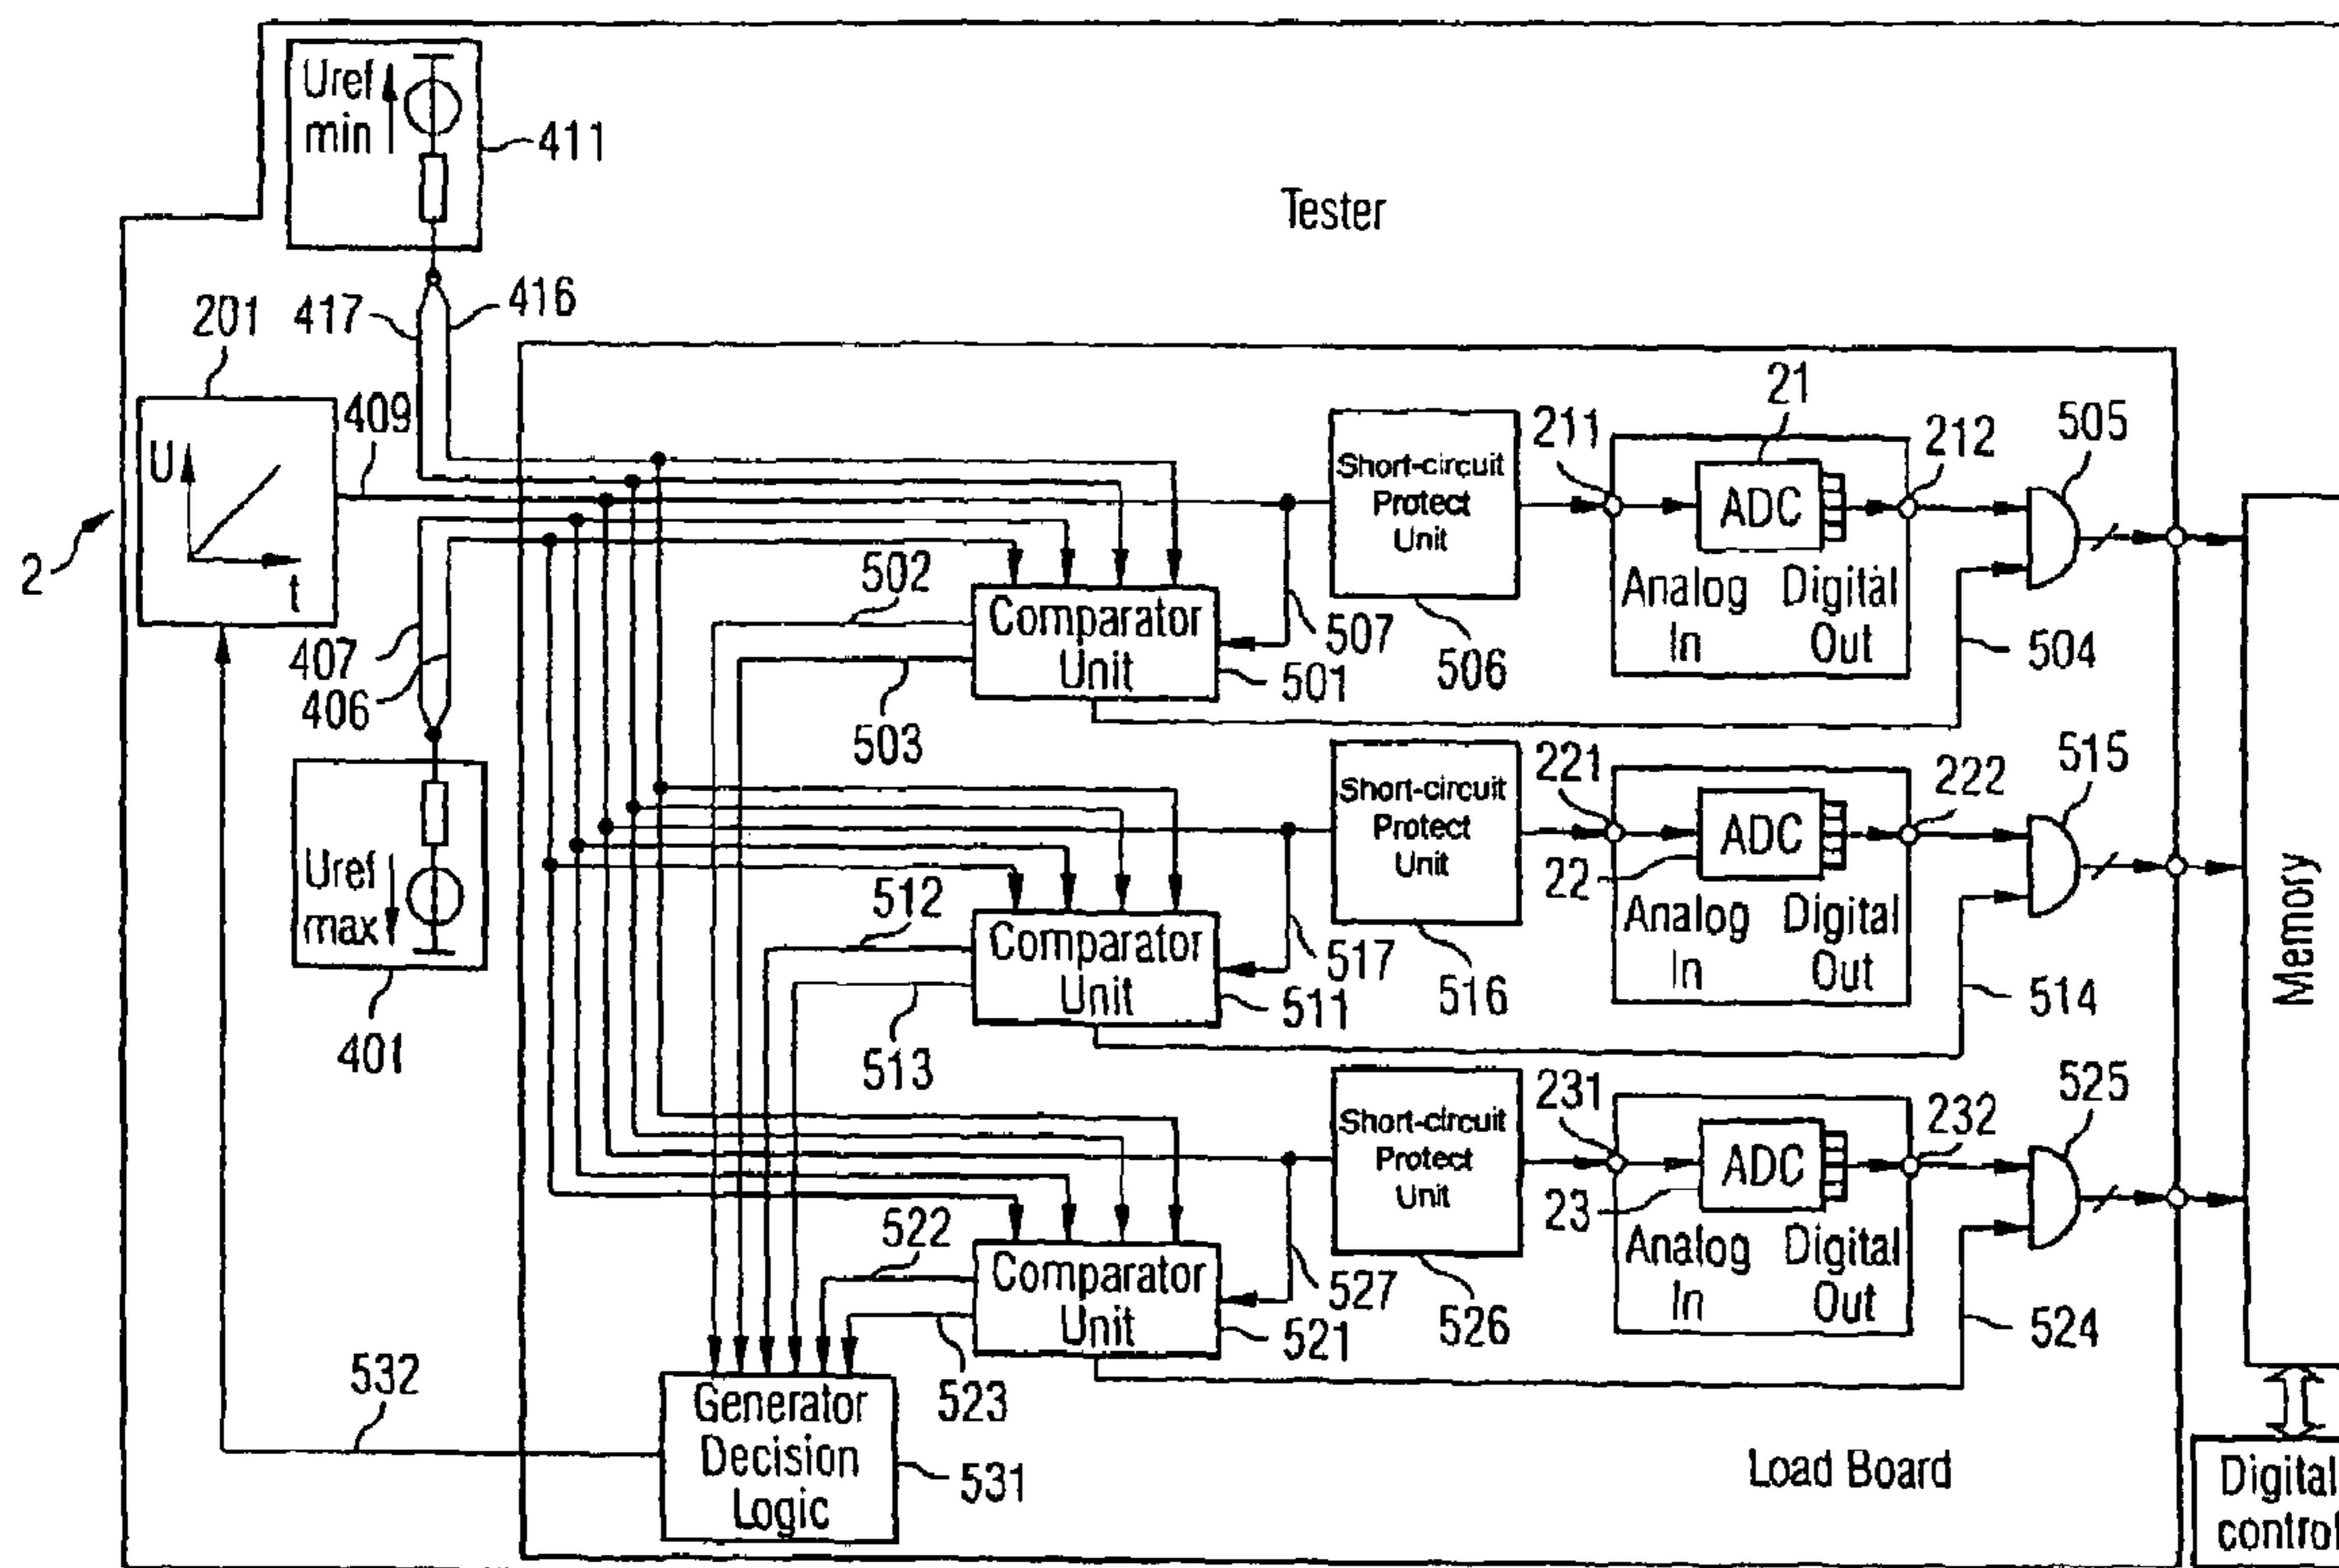 Uref
min
411
Tester
417
416
201
409
U
t
2
407
406
Uref
max
401
Short-circuit
Protect
Unit
506
211
21
ADC
212
505
Analog
In
Digital
Out
504
502
Comparator
Unit
507
501
503
Short-circuit
Protect
Unit
516
221
22
ADC
222
515
Analog
In
Digital
Out
514
512
Comparator
Unit
517
511
513
Short-circuit
Protect
Unit
526
231
23
ADC
232
525
Analog
In
Digital
Out
524
522
Comparator
Unit
527
521
523
Memory
532
Generator
Decision
Logic
531
Load Board
Digital
control